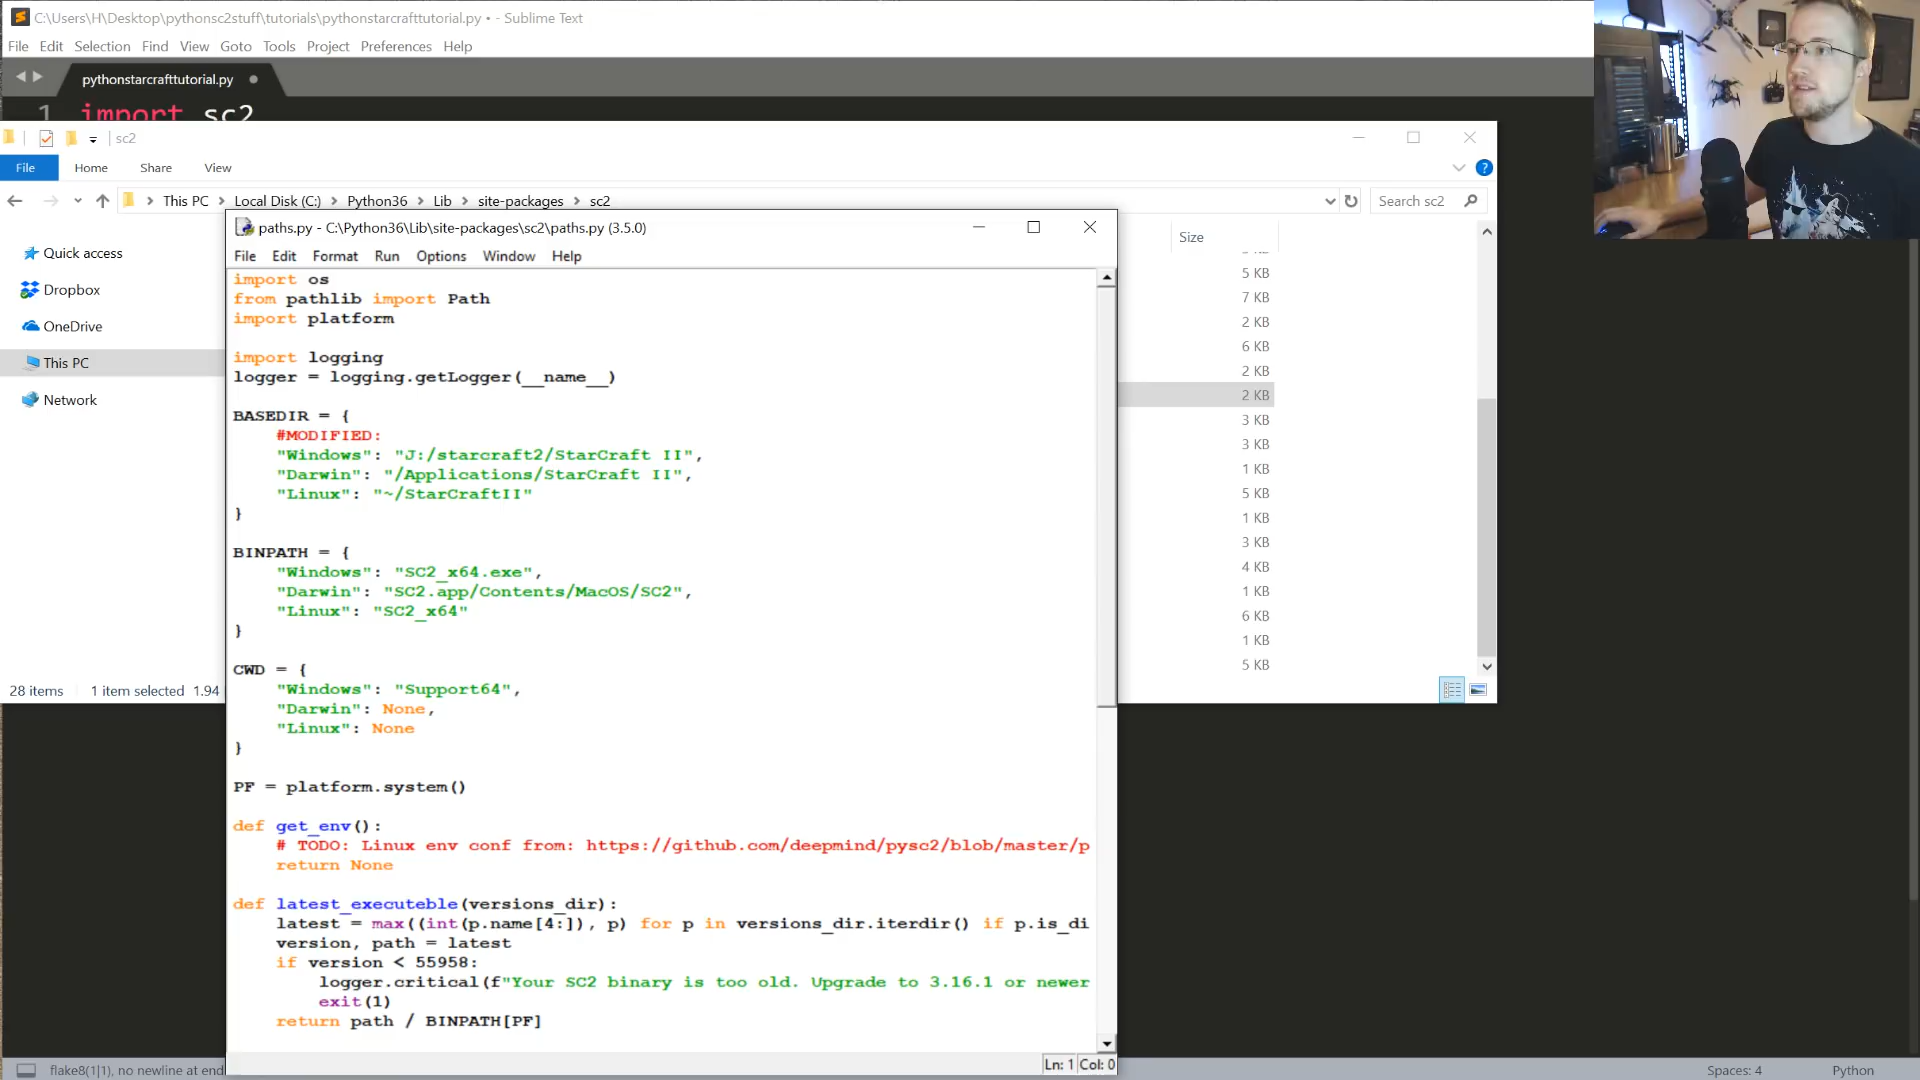 C:\Users\H\Desktop\pythonsc2stuff\tutorials\pythonstarcrafttutorial.py • - Sublime Text
File Edit Selection Find View Goto Tools Project Preferences Help
pythonstarcrafttutorial.py
1 import sc2
sc2
File Home Share View
This PC > Local Disk (C:) > Python36 > Lib > site-packages > sc2
Search sc2
paths.py - C:\Python36\Lib\site-packages\sc2\paths.py (3.5.0)
File Edit Format Run Options Window Help
Quick access
Dropbox
OneDrive
This PC
Network
28 items 1 item selected 1.94
import os
from pathlib import Path
import platform
import logging
logger = logging.getLogger(__name__)
BASEDIR = {
#MODIFIED:
"Windows": "J:/starcraft2/StarCraft II",
"Darwin": "/Applications/StarCraft II",
"Linux": "~/StarCraftII"
}
BINPATH = {
"Windows": "SC2_x64.exe",
"Darwin": "SC2.app/Contents/MacOS/SC2",
"Linux": "SC2_x64"
}
CWD = {
"Windows": "Support64",
"Darwin": None,
"Linux": None
}
PF = platform.system()
def get_env():
# TODO: Linux env conf from: https://github.com/deepmind/pysc2/blob/master/p
return None
def latest_executeble(versions_dir):
latest = max((int(p.name[4:]), p) for p in versions_dir.iterdir() if p.is_di
version, path = latest
if version < 55958:
logger.critical(f"Your SC2 binary is too old. Upgrade to 3.16.1 or newer
exit(1)
return path / BINPATH[PF]
Ln: 1 Col: 0
Size
5 KB
7 KB
2 KB
6 KB
2 KB
2 KB
3 KB
3 KB
1 KB
5 KB
1 KB
3 KB
4 KB
1 KB
6 KB
1 KB
5 KB
flake8(1|1), no newline at end
Spaces: 4 Python